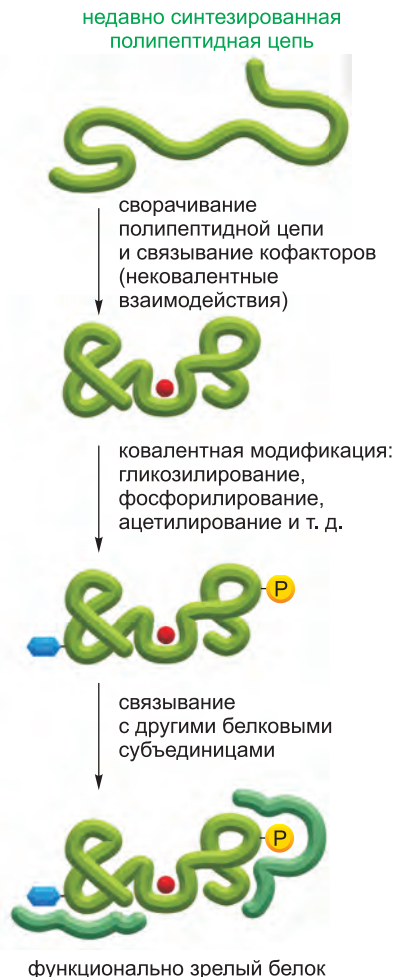 недавно синтезированная
полипептидная цепь
сворачивание
полипептидной цепи
и связывание кофакторов
(нековалентные
взаимодействия)
ковалентная модификация:
гликозилирование,
фосфорилирование,
ацетилирование и т. д.
P
связывание
с другими белковыми
субъединицами
P
функционально зрелый белок